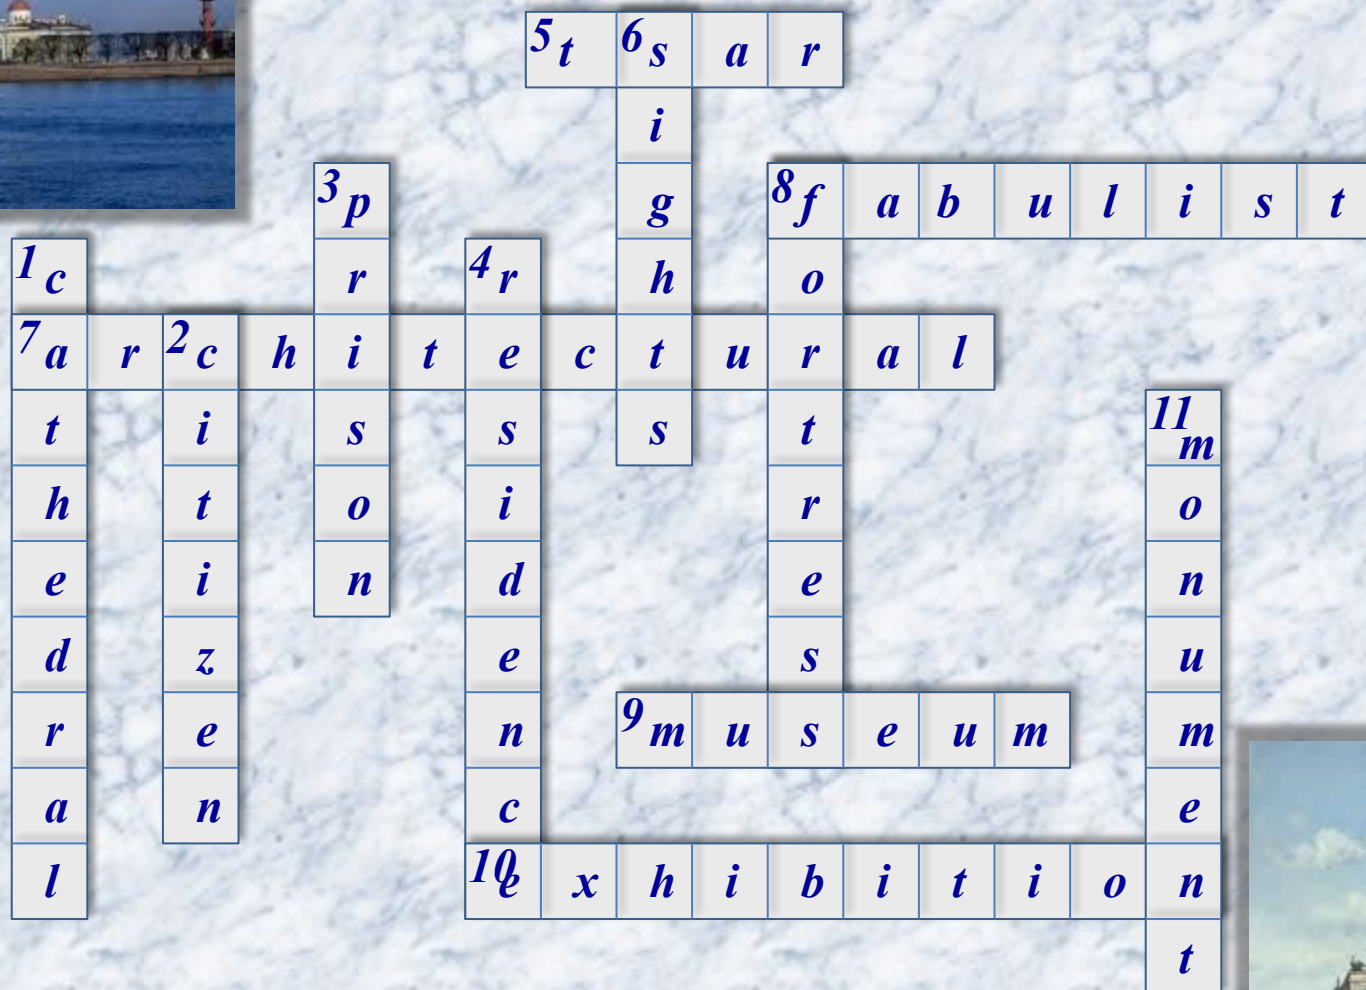 5 t 6 s a r
i
3 p g 8 f a b u l i s t
1 c r 4 r h o
7 a r 2 c h i t e c t u r a l
t i s s s t 11 m
h t o i r o
e i n d e n
d z e s u
r e n 9 m u s e u m m
a n c e
l 10 e x h i b i t i o n
t